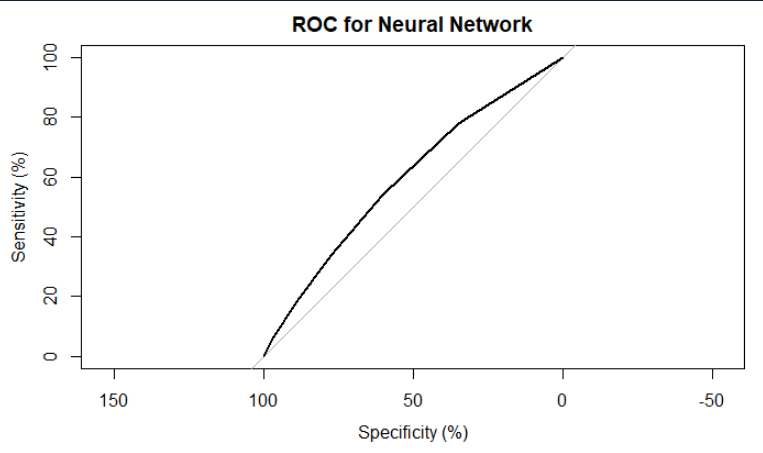 ROC for Neural Network
100
80
60
40
20
0
Sensitivity (%)
150 100 50 0 -50
Specificity (%)